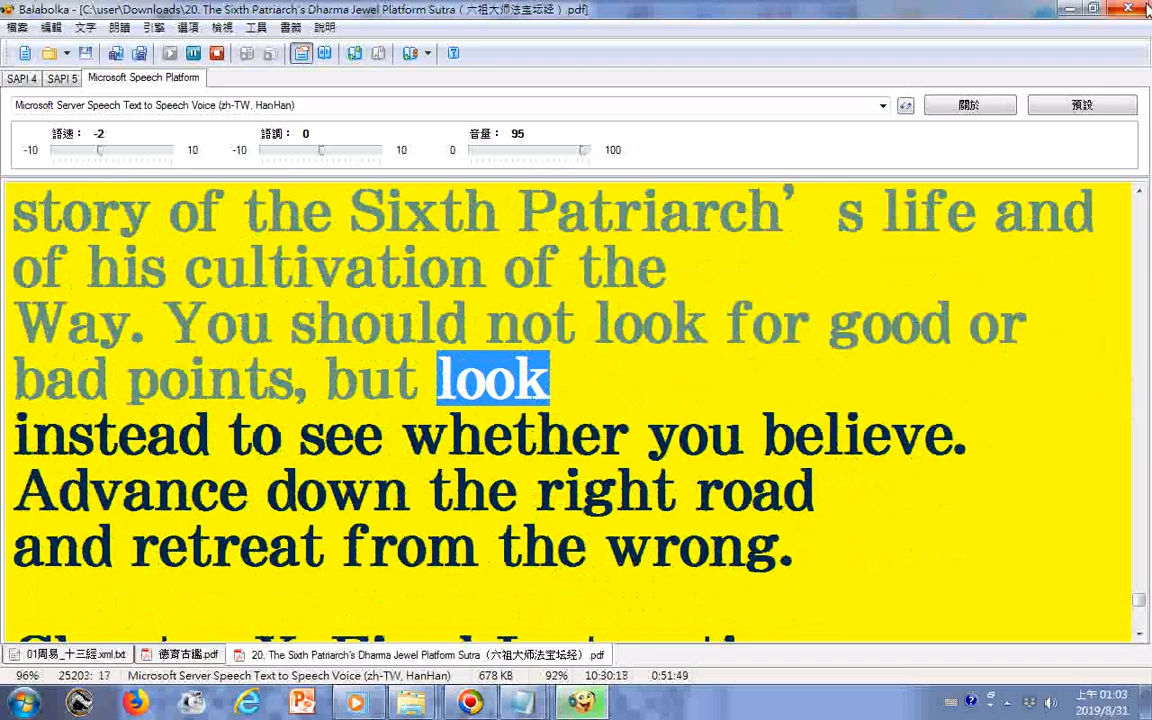 Balabolka - [C:\user\Downloads\20. The Sixth Patriarch's Dharma Jewel Platform Sutra（六祖大师法宝坛经）.pdf]
檔案 編輯 文字 朗讀 引擎 選項 檢視 工具 書籤 說明
SAPI 4 SAPI 5 Microsoft Speech Platform
Microsoft Server Speech Text to Speech Voice (zh-TW, HanHan) 關於 預設
語速： -2 語調： 0 音量： 95
-10 10 -10 10 0 100
story of the Sixth Patriarch’s life and
of his cultivation of the
Way. You should not look for good or
bad points, but look
instead to see whether you believe.
Advance down the right road
and retreat from the wrong.
01周易_十三經.xml.txt 德育古鑑.pdf 20. The Sixth Patriarch's Dharma Jewel Platform Sutra（六祖大师法宝坛经）.pdf
96% 25203: 17 Microsoft Server Speech Text to Speech Voice (zh-TW, HanHan) 678 KB 92% 10:30:13 0:51:49
上午 01:03
2019/8/31